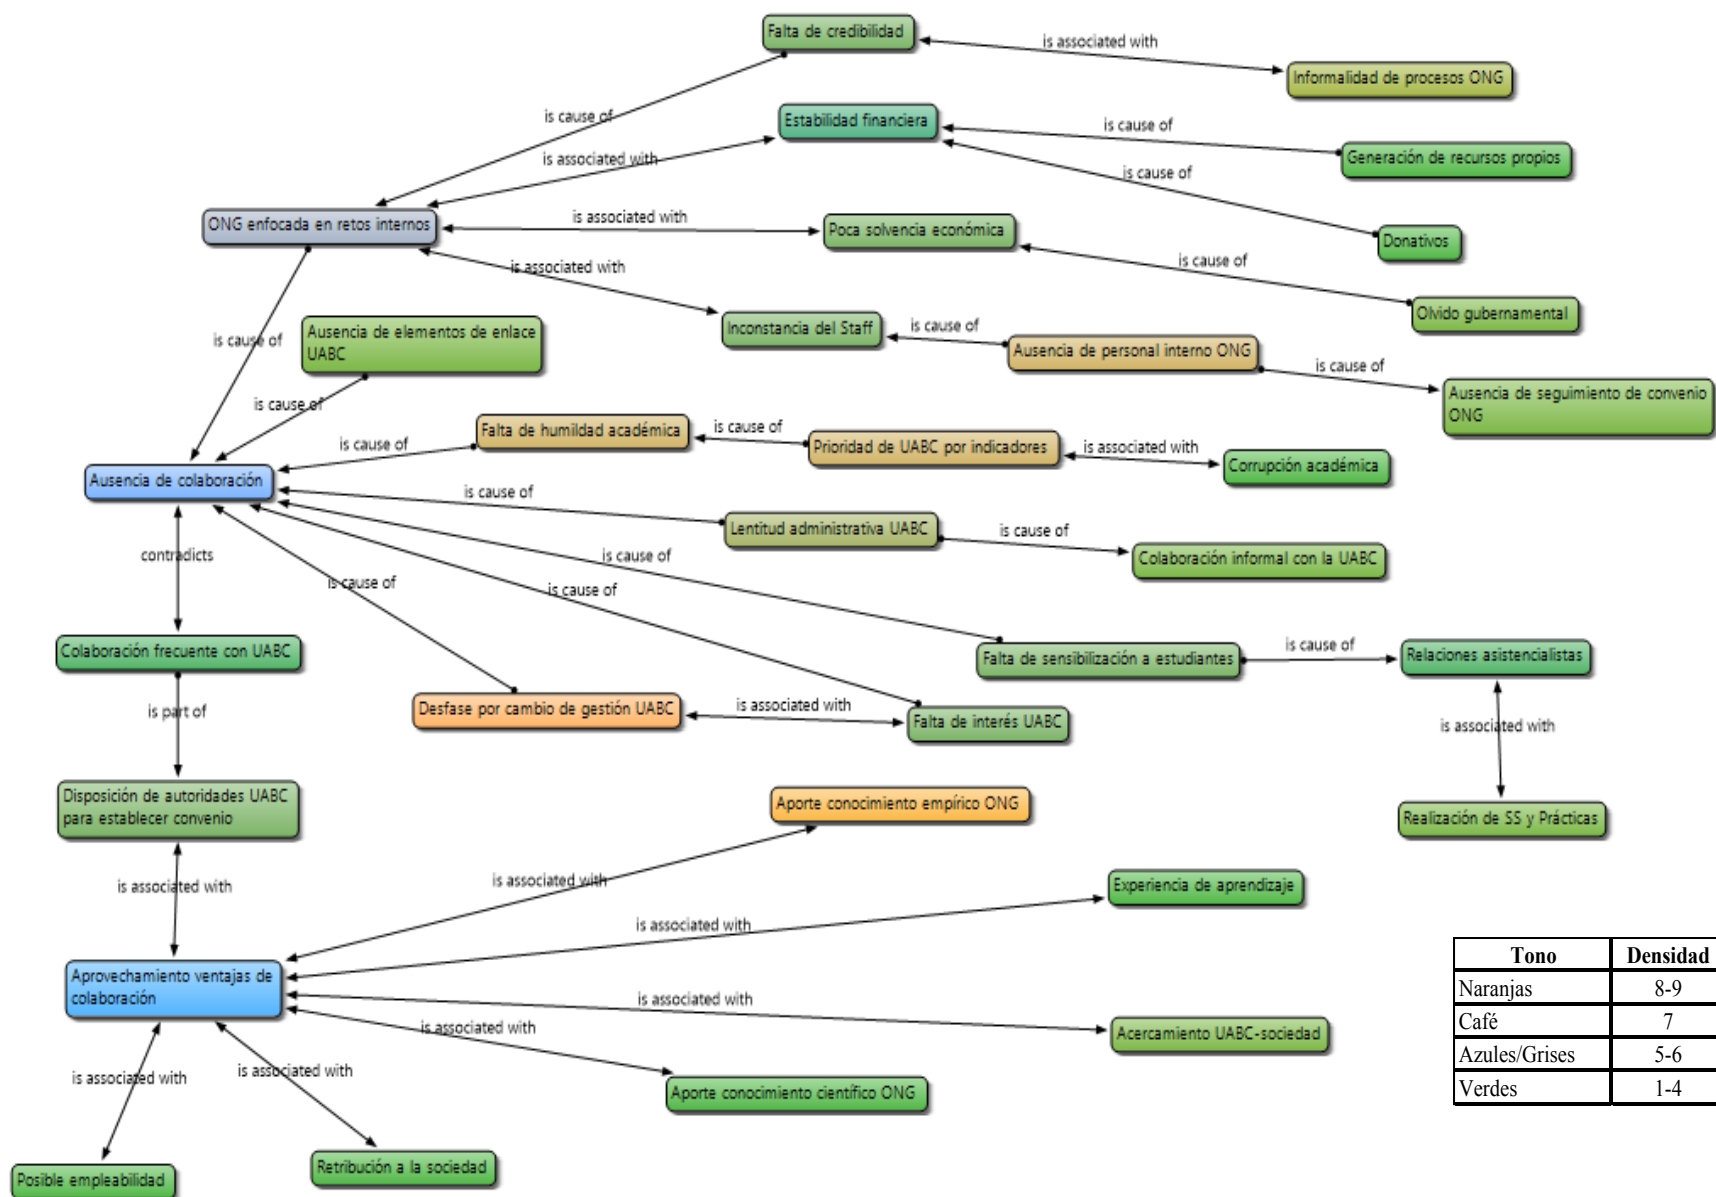 Falta de credibilidad
is associated with
Informalidad de procesos ONG
is cause of
Estabilidad financiera
is cause of
is associated with
Generación de recursos propios
is cause of
ONG enfocada en retos internos
is associated with
Poca solvencia económica
Donativos
is associated with
is cause of
Olvido gubernamental
Inconstancia del Staff
is cause of
Ausencia de elementos de enlace
UABC
is cause of
Ausencia de personal interno ONG
is cause of
Ausencia de seguimiento de convenio
ONG
is cause of
Falta de humildad académica
is cause of
Prioridad de UABC por indicadores
is associated with
Corrupción académica
is cause of
Ausencia de colaboración
is cause of
Lentitud administrativa UABC
is cause of
Colaboración informal con la UABC
contradicts
is cause of
is cause of
is cause of
Colaboración frecuente con UABC
Falta de sensibilización a estudiantes
is cause of
Relaciones asistencialistas
is part of
Desfase por cambio de gestión UABC
is associated with
Falta de interés UABC
is associated with
Disposición de autoridades UABC
para establecer convenio
Aporte conocimiento empírico ONG
Realización de SS y Prácticas
is associated with
is associated with
Experiencia de aprendizaje
is associated with
Aprovechamiento ventajas de
colaboración
is associated with
Acercamiento UABC-sociedad
is associated with
is associated with
is associated with
Aporte conocimiento científico ONG
Posible empleabilidad
Retribución a la sociedad
Tono Densidad
Naranjas 8-9
Café 7
Azules/Grises 5-6
Verdes 1-4